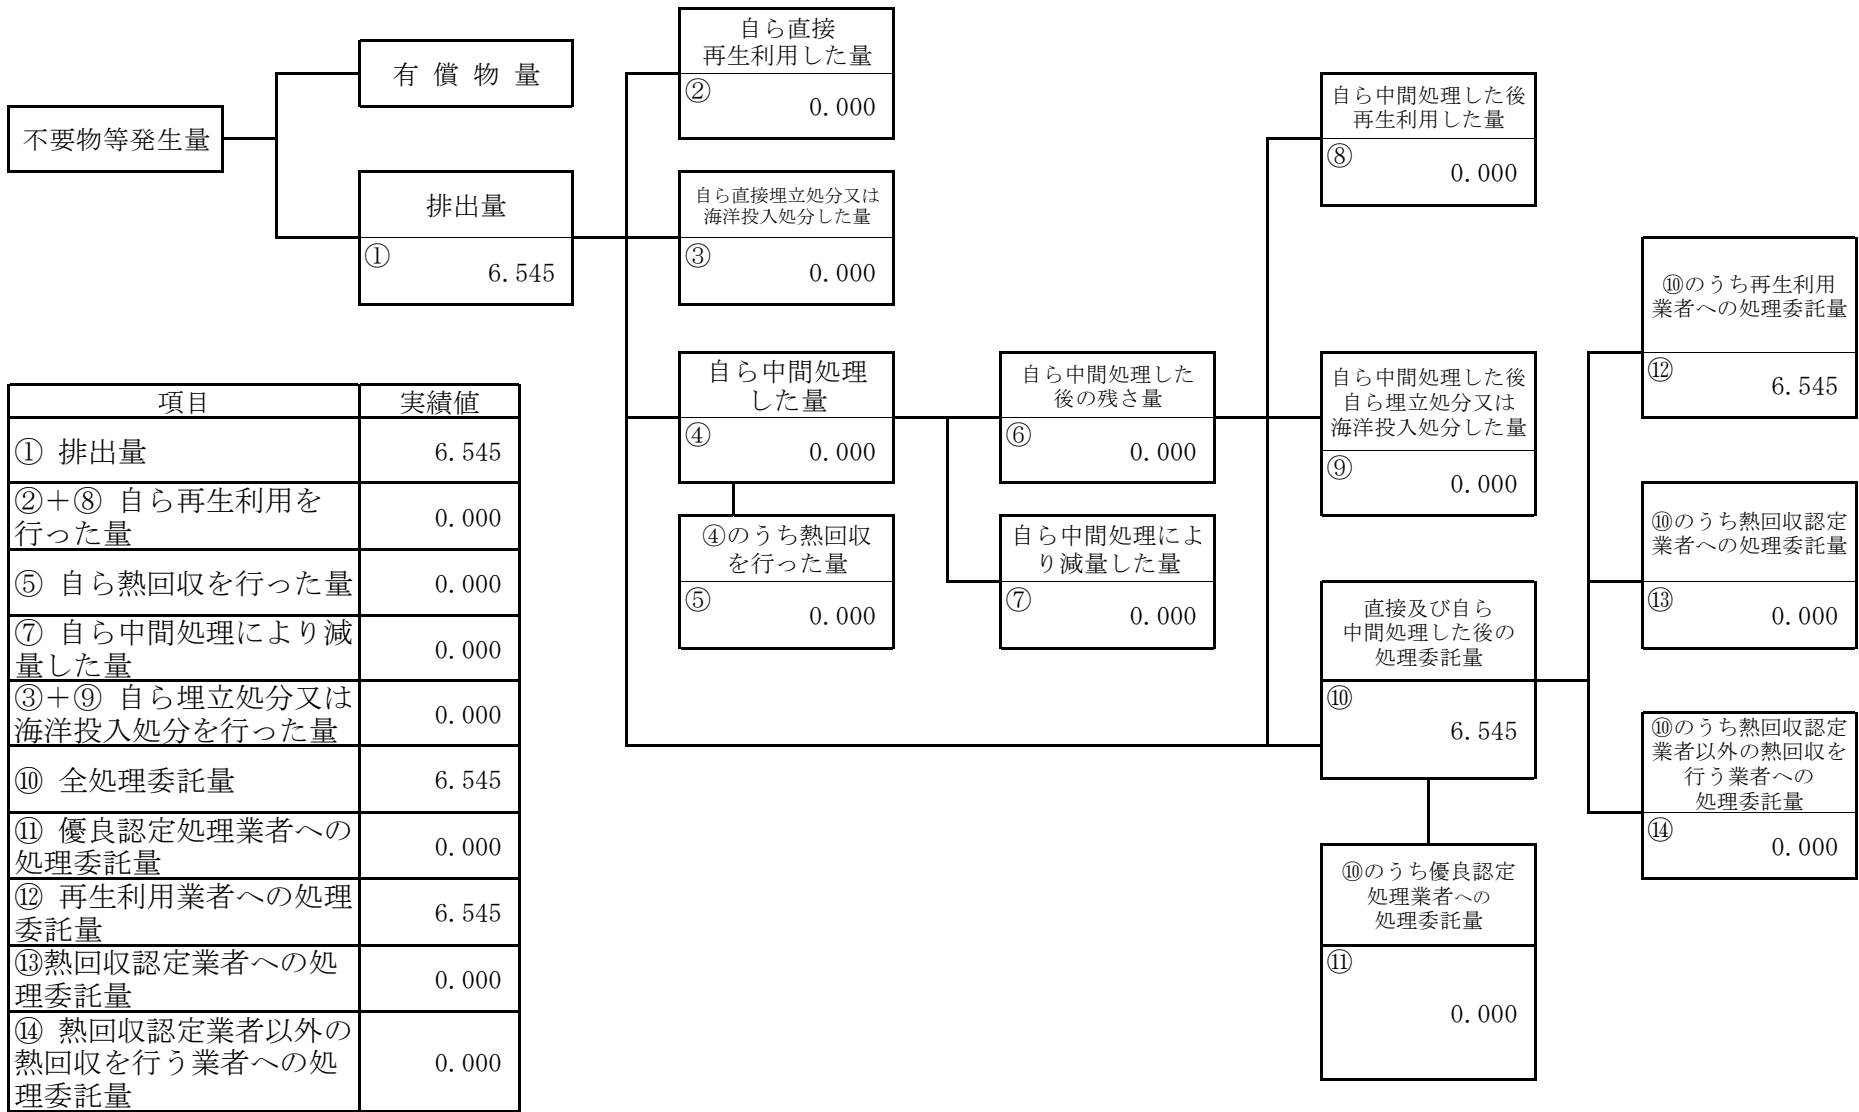 不要物等発生量
有 償 物 量
排出量
①
6.545
自ら直接
再生利用した量
②
0.000
自ら直接埋立処分又は
海洋投入処分した量
③
0.000
自ら中間処理
した量
④
0.000
④のうち熱回収
を行った量
⑤
0.000
自ら中間処理した
後の残さ量
⑥
0.000
自ら中間処理によ
り減量した量
⑦
0.000
自ら中間処理した後
再生利用した量
⑧
0.000
自ら中間処理した後
自ら埋立処分又は
海洋投入処分した量
⑨
0.000
直接及び自ら
中間処理した後の
処理委託量
⑩
6.545
⑩のうち優良認定
処理業者への
処理委託量
⑪
0.000
⑩のうち再生利用
業者への処理委託量
⑫
6.545
⑩のうち熱回収認定
業者への処理委託量
⑬
0.000
⑩のうち熱回収認定
業者以外の熱回収を
行う業者への
処理委託量
⑭
0.000
項目 実績値
① 排出量 6.545
②＋⑧ 自ら再生利用を
行った量 0.000
⑤ 自ら熱回収を行った量 0.000
⑦ 自ら中間処理により減
量した量 0.000
③＋⑨ 自ら埋立処分又は
海洋投入処分を行った量 0.000
⑩ 全処理委託量 6.545
⑪ 優良認定処理業者への
処理委託量 0.000
⑫ 再生利用業者への処理
委託量 6.545
⑬熱回収認定業者への処
理委託量 0.000
⑭ 熱回収認定業者以外の
熱回収を行う業者への処
理委託量 0.000